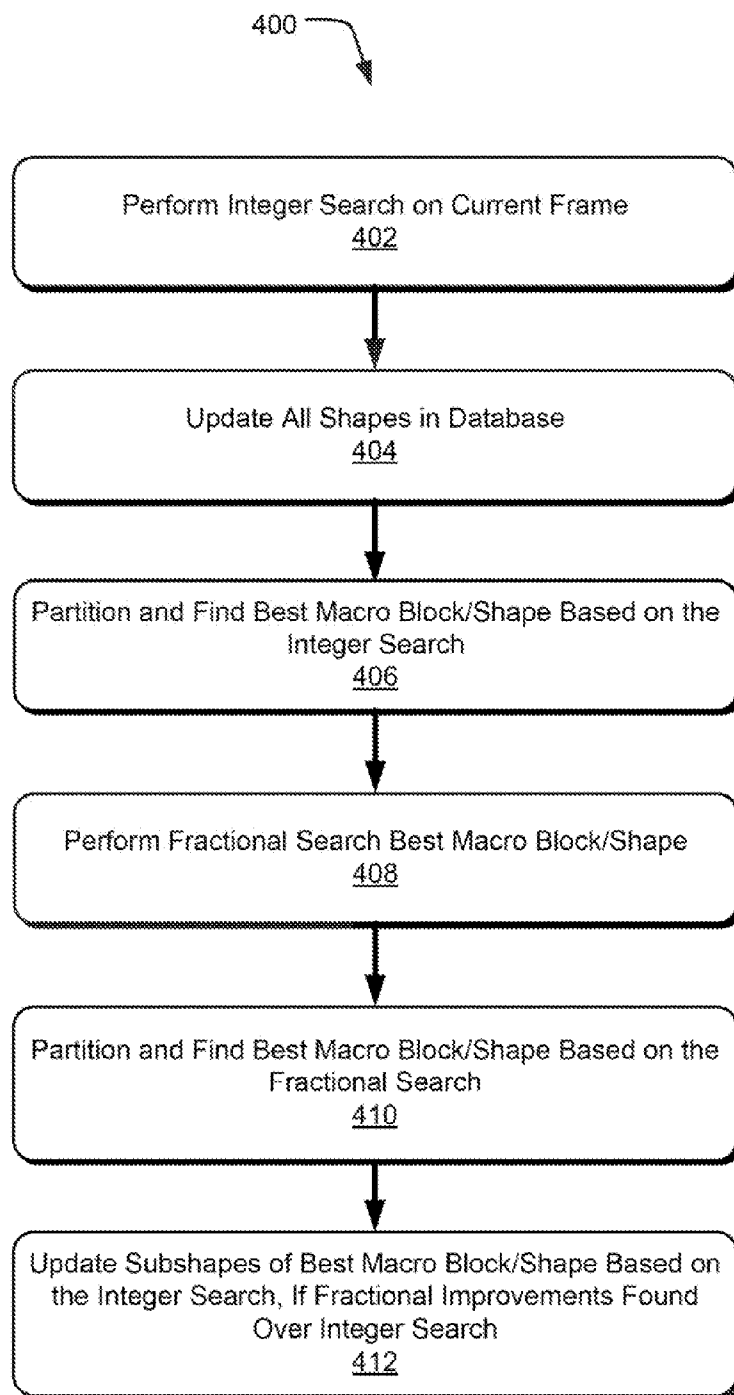 400
Perform Integer Search on Current Frame
402
Update All Shapes in Database
404
Partition and Find Best Macro Block/Shape Based on the
Integer Search
406
Perform Fractional Search Best Macro Block/Shape
408
Partition and Find Best Macro Block/Shape Based on the
Fractional Search
410
Update Subshapes of Best Macro Block/Shape Based on
the Integer Search, If Fractional Improvements Found
Over Integer Search
412